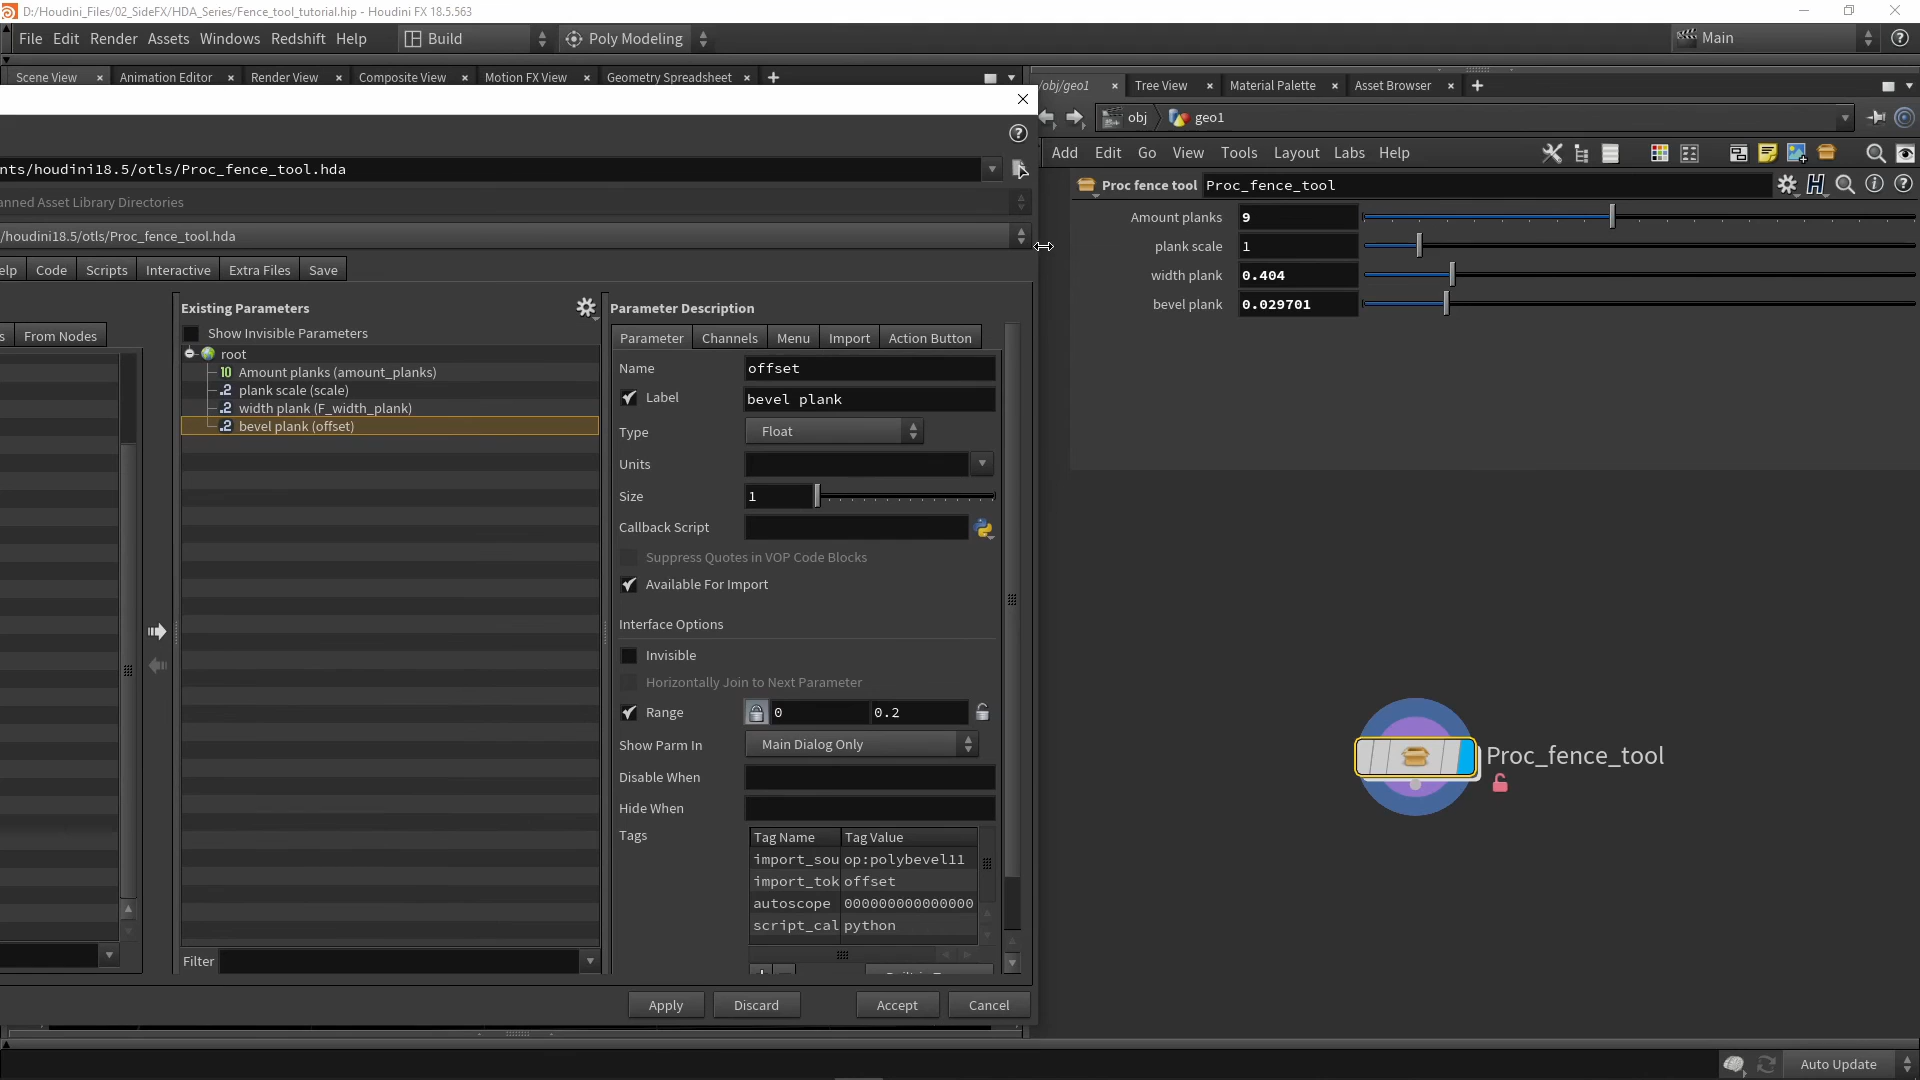 D:/Houdini_Files/02_SideFX/HDA_Series/Fence_tool_tutorial.hip - Houdini FX 18.5.563
File Edit Render Assets Windows Redshift Help Build Poly Modeling Main
Scene View Animation Editor Render View Composite View Motion FX View Geometry Spreadsheet
/obj/geo1 Tree View Material Palette Asset Browser
obj geo1
Add Edit Go View Tools Layout Labs Help
nts/houdini18.5/otls/Proc_fence_tool.hda
anned Asset Library Directories
/houdini18.5/otls/Proc_fence_tool.hda
elp Code Scripts Interactive Extra Files Save
Proc fence tool Proc_fence_tool
Amount planks 9
plank scale 1
width plank 0.404
bevel plank 0.029701
s From Nodes
Existing Parameters
Show Invisible Parameters
root
10 Amount planks (amount_planks)
.2 plank scale (scale)
.2 width plank (F_width_plank)
.2 bevel plank (offset)
Filter
Parameter Description
Parameter Channels Menu Import Action Button
Name offset
Label bevel plank
Type Float
Units
Size 1
Callback Script
Suppress Quotes in VOP Code Blocks
Available For Import
Interface Options
Invisible
Horizontally Join to Next Parameter
Range 0 0.2
Show Parm In Main Dialog Only
Disable When
Hide When
Tags
Tag Name Tag Value
import_sou op:polybevel11
import_tok offset
autoscope 000000000000000
script_cal python
Apply Discard Accept Cancel
Proc_fence_tool
Auto Update